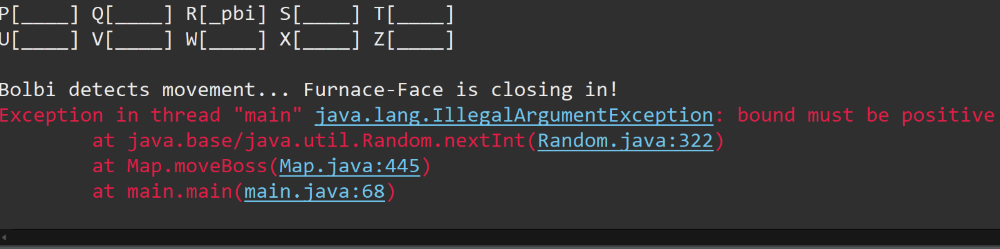 P[____] Q[____] R[_pbi] S[____] T[____]
U[____] V[____] W[____] X[____] Z[____]
Bolbi detects movement... Furnace-Face is closing in!
Exception in thread "main" java.lang.IllegalArgumentException: bound must be positive
at java.base/java.util.Random.nextInt(Random.java:322)
at Map.moveBoss(Map.java:445)
at main.main(main.java:68)